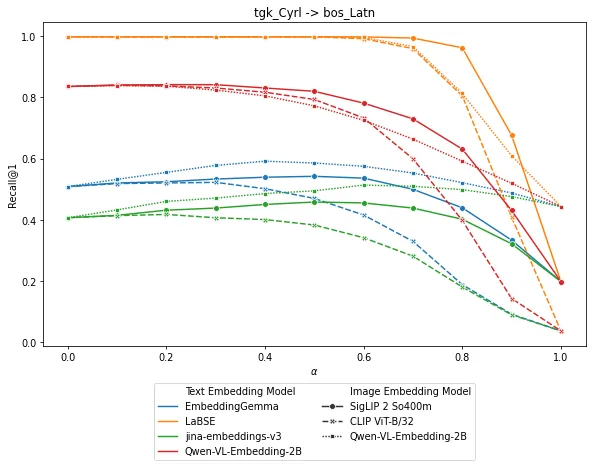 tgk_Cyrl -> bos_Latn
Recall@1
1.0
0.8
0.6
0.4
0.2
0.0
0.0 0.2 0.4 0.6 0.8 1.0
α
Text Embedding Model Image Embedding Model
EmbeddingGemma SigLIP 2 So400m
LaBSE CLIP ViT-B/32
jina-embeddings-v3 Qwen-VL-Embedding-2B
Qwen-VL-Embedding-2B